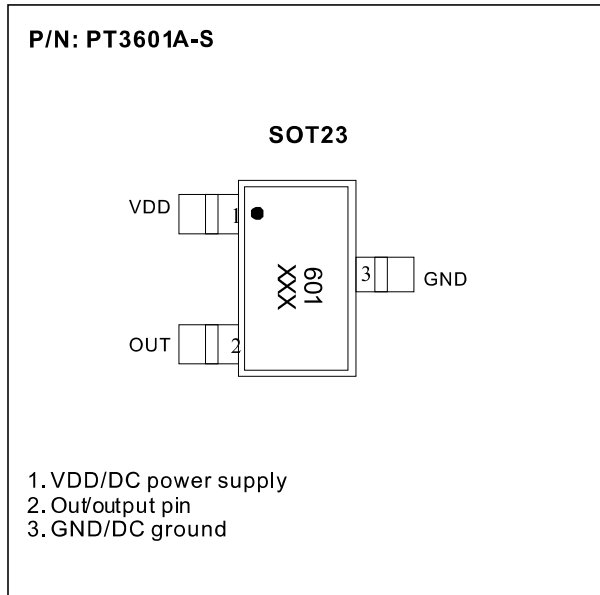 P/N: PT3601A-S
SOT23
VDD
1
601
XXX
3
GND
OUT
2
1. VDD/DC power supply
2. Out/output pin
3. GND/DC ground